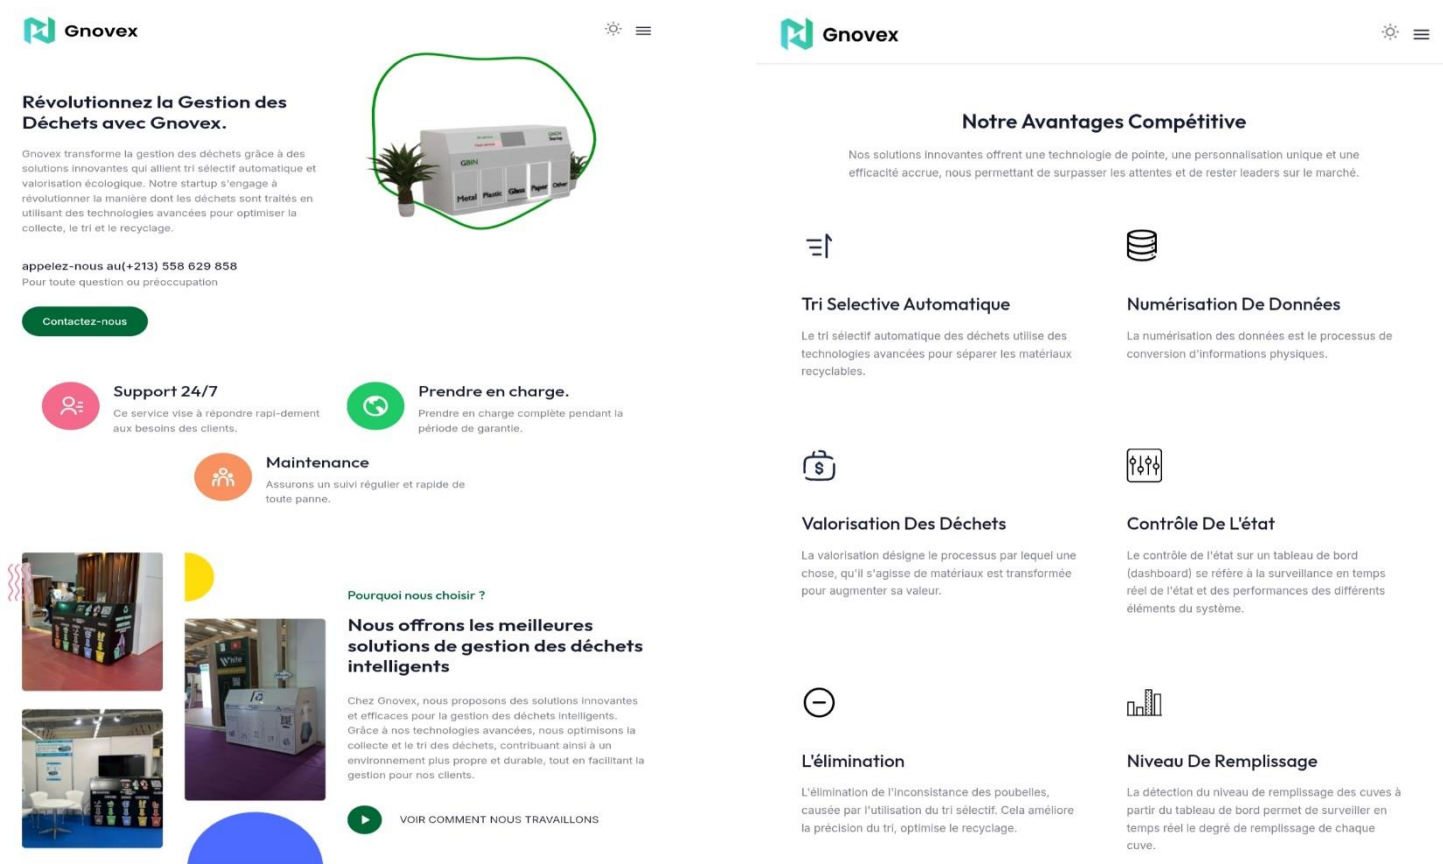 Gnovex
Révolutionnez la Gestion des
Déchets avec Gnovex.
Gnovex transforme la gestion des déchets grâce à des
solutions innovantes qui allient tri sélectif automatique et
valorisation écologique. Notre startup s'engage à
révolutionner la manière dont les déchets sont traités en
utilisant des technologies avancées pour optimiser la
collecte, le tri et le recyclage.
appelez-nous au(+213) 558 629 858
Pour toute question ou préoccupation
Contactez-nous
GBIN
Metal Plastic Glass Paper Other
Support 24/7
Ce service vise à répondre rapi-dement
aux besoins des clients.
Prendre en charge.
Prendre en charge complète pendant la
période de garantie.
Maintenance
Assurons un suivi régulier et rapide de
toute panne.
White
Pourquoi nous choisir ?
Nous offrons les meilleures
solutions de gestion des déchets
intelligents
Chez Gnovex, nous proposons des solutions innovantes
et efficaces pour la gestion des déchets intelligents.
Grâce à nos technologies avancées, nous optimisons la
collecte et le tri des déchets, contribuant ainsi à un
environnement plus propre et durable, tout en facilitant la
gestion pour nos clients.
VOIR COMMENT NOUS TRAVAILLONS
Gnovex
Notre Avantages Compétitive
Nos solutions innovantes offrent une technologie de pointe, une personnalisation unique et une
efficacité accrue, nous permettant de surpasser les attentes et de rester leaders sur le marché.
Tri Selective Automatique
Le tri sélectif automatique des déchets utilise des
technologies avancées pour séparer les matériaux
recyclables.
Numérisation De Données
La numérisation des données est le processus de
conversion d'informations physiques.
Valorisation Des Déchets
La valorisation désigne le processus par lequel une
chose, qu'il s'agisse de matériaux est transformée
pour augmenter sa valeur.
Contrôle De L'état
Le contrôle de l'état sur un tableau de bord
(dashboard) se réfère à la surveillance en temps
réel de l'état et des performances des différents
éléments du système.
L'élimination
L'élimination de l'inconsistance des poubelles,
causée par l'utilisation du tri sélectif. Cela améliore
la précision du tri, optimise le recyclage.
Niveau De Remplissage
La détection du niveau de remplissage des cuves à
partir du tableau de bord permet de surveiller en
temps réel le degré de remplissage de chaque
cuve.